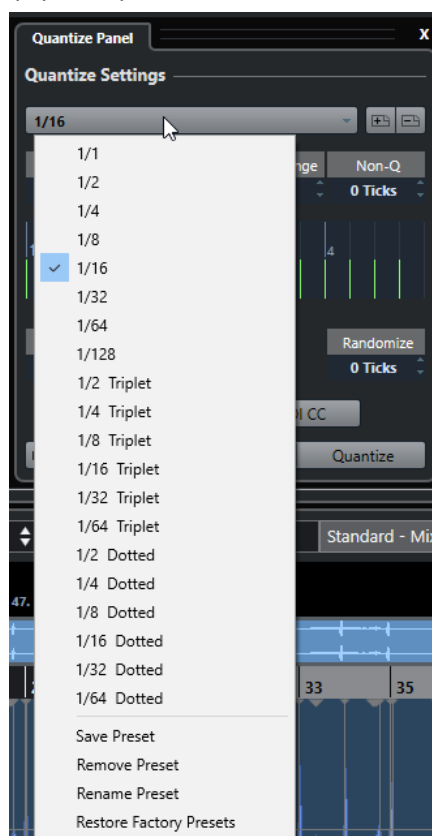 Quantize Panel
X
Quantize Settings
1/16
1/1
1/2
1/4
1/8
1/16
1/32
1/64
1/128
1/2 Triplet
1/4 Triplet
1/8 Triplet
1/16 Triplet
1/32 Triplet
1/64 Triplet
1/2 Dotted
1/4 Dotted
1/8 Dotted
1/16 Dotted
1/32 Dotted
1/64 Dotted
Save Preset
Remove Preset
Rename Preset
Restore Factory Presets
Non-Q
0 Ticks
1
4
Randomize
0 Ticks
CC
Quantize
Standard - Mi
47.
33
35